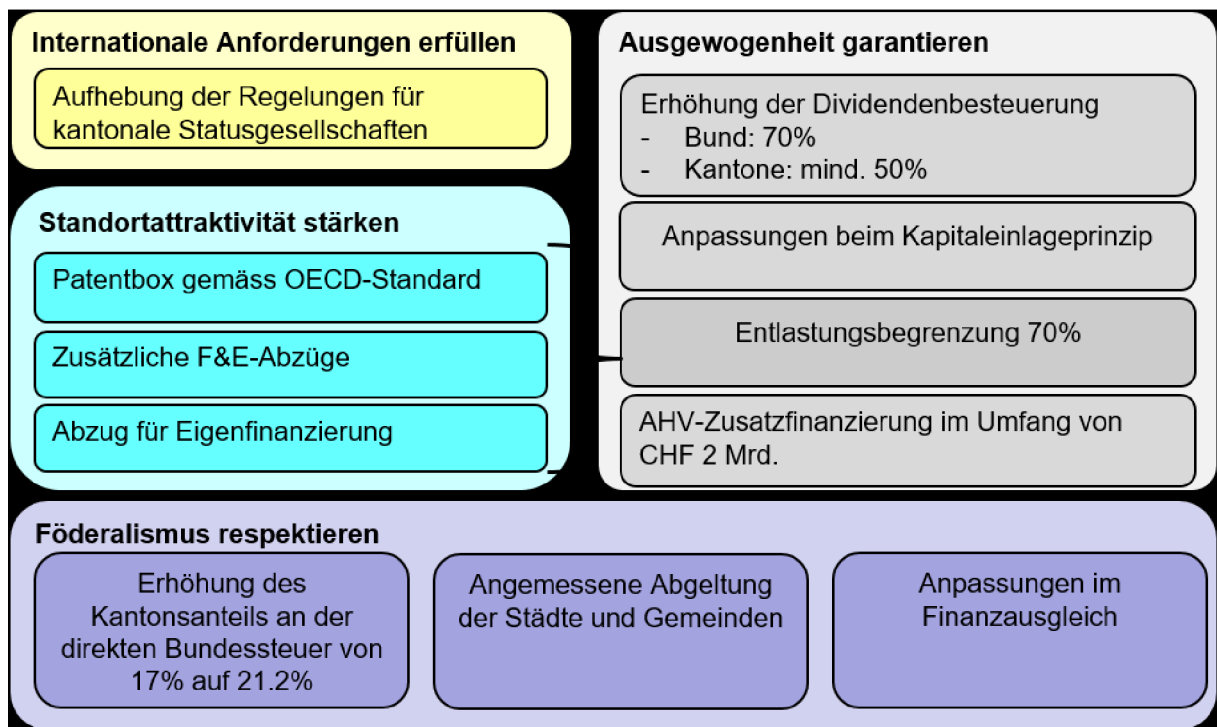 Internationale Anforderungen erfüllen
Aufhebung der Regelungen für
kantonale Statusgesellschaften
Standortattraktivität stärken
Patentbox gemäss OECD-Standard
Zusätzliche F&E-Abzüge
Abzug für Eigenfinanzierung
Ausgewogenheit garantieren
Erhöhung der Dividendenbesteuerung
- Bund: 70%
- Kantone: mind. 50%
Anpassungen beim Kapitaleinlageprinzip
Entlastungsbegrenzung 70%
AHV-Zusatzfinanzierung im Umfang von
CHF 2 Mrd.
Föderalismus respektieren
Erhöhung des
Kantonsanteils an der
direkten Bundessteuer von
17% auf 21.2%
Angemessene Abgeltung
der Städte und Gemeinden
Anpassungen im
Finanzausgleich